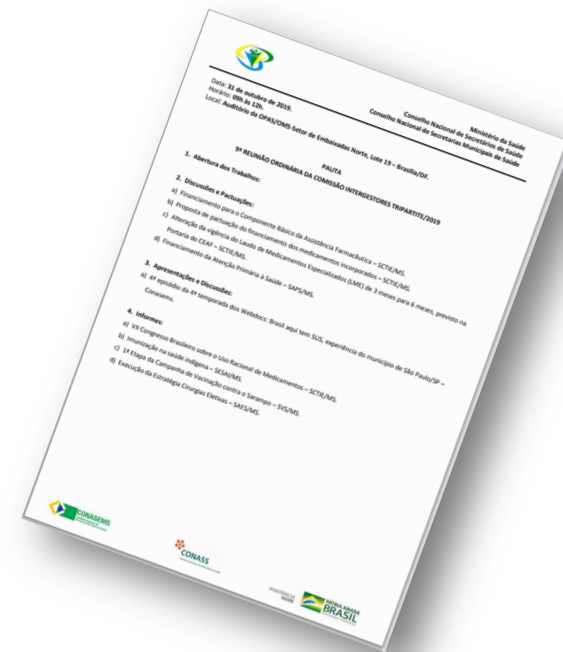 Ministério da Saúde
Conselho Nacional de Secretários de Saúde
Conselho Nacional de Secretarias Municipais de Saúde
Data: 31 de outubro de 2019.
Horário: 09h às 12h.
Local: Auditório da OPAS/OMS-Setor de Embaixadas Norte, Lote 19 – Brasília/DF.
PAUTA
9ª REUNIÃO ORDINÁRIA DA COMISSÃO INTERGESTORES TRIPARTITE/2019
1. Abertura dos Trabalhos:
2. Discussões e Pactuações:
a) Financiamento para o Componente Básico da Assistência Farmacêutica – SCTIE/MS.
b) Proposta de pactuação do financiamento dos medicamentos incorporados – SCTIE/MS.
c) Alteração da vigência do Laudo de Medicamentos Especializados (LME) de 3 meses para 6 meses, previsto na
Portaria do CEAF – SCTIE/MS.
d) Financiamento da Atenção Primária à Saúde – SAPS/MS.
3. Apresentações e Discussões:
a) 4º episódio da 4ª temporada dos Webdocs: Brasil aqui tem SUS, experiência do município de São Paulo/SP –
Conasems.
4. Informes:
a) VII Congresso Brasileiro sobre o Uso Racional de Medicamentos – SCTIE/MS.
b) Imunização na saúde indígena – SESAI/MS.
c) 1ª Etapa da Campanha de Vacinação contra o Sarampo – SVS/MS.
d) Execução da Estratégia Cirurgias Eletivas – SAES/MS.
CONASEMS
CONASS
MINISTÉRIO DA
SAÚDE
PÁTRIA AMADA
BRASIL